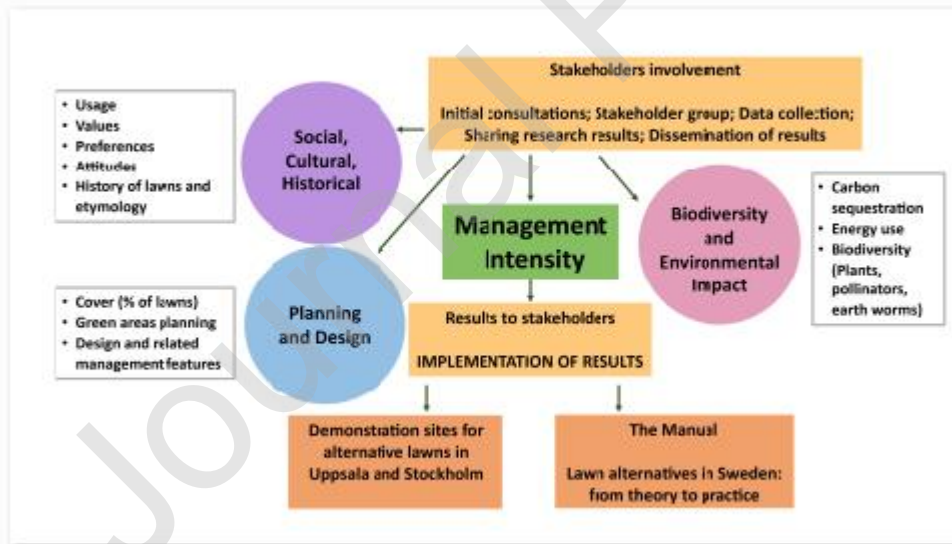 Stakeholders involvement
Initial consultations; Stakeholder group; Data collection;
Sharing research results; Dissemination of results
• Usage
• Values
• Preferences
• Attitudes
• History of lawns and
etymology
Social,
Cultural,
Historical
Management
Intensity
Biodiversity
and
Environmental
Impact
• Carbon
sequestration
• Energy use
• Biodiversity
(Plants,
pollinators,
earth worms)
• Cover (% of lawns)
• Green areas planning
• Design and related
management features
Planning
and Design
Results to stakeholders
IMPLEMENTATION OF RESULTS
Demonstration sites for
alternative lawns in
Uppsala and Stockholm
The Manual
Lawn alternatives in Sweden:
from theory to practice
Journal P